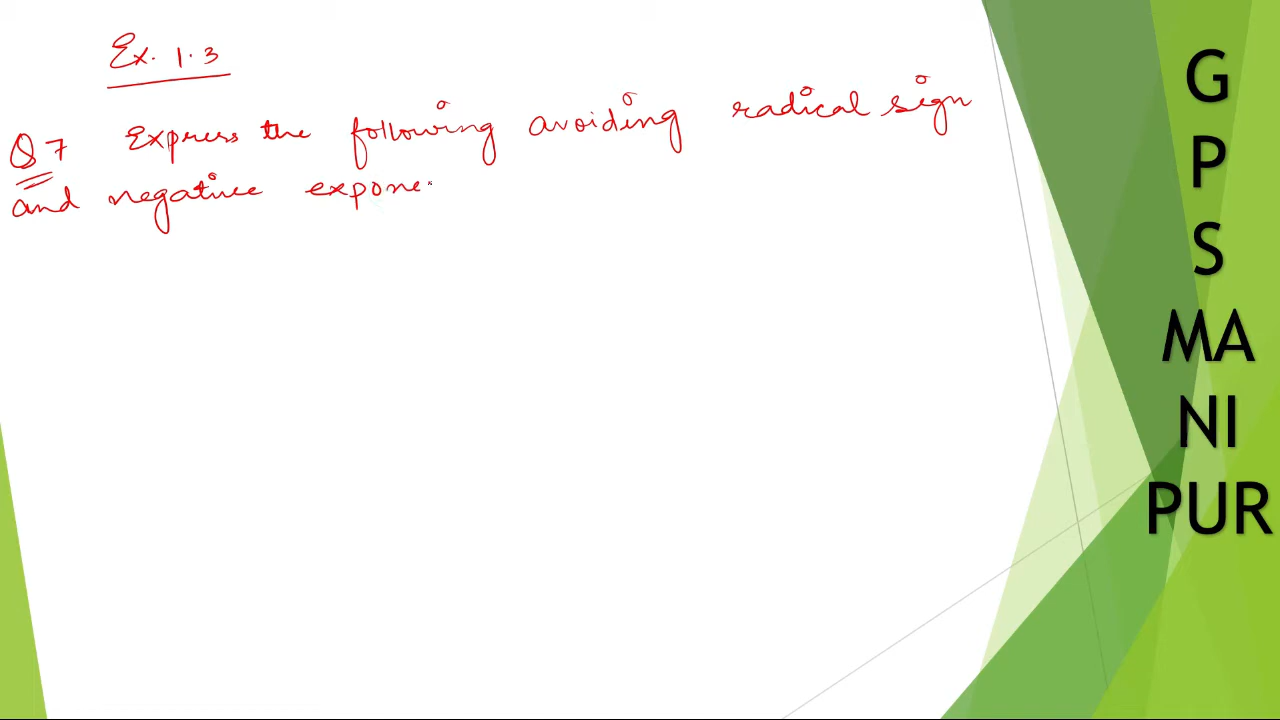 Ex. 1.3
Q7 Express the following avoiding radical sign
and negative expone
G
P
S
MA
NI
PUR